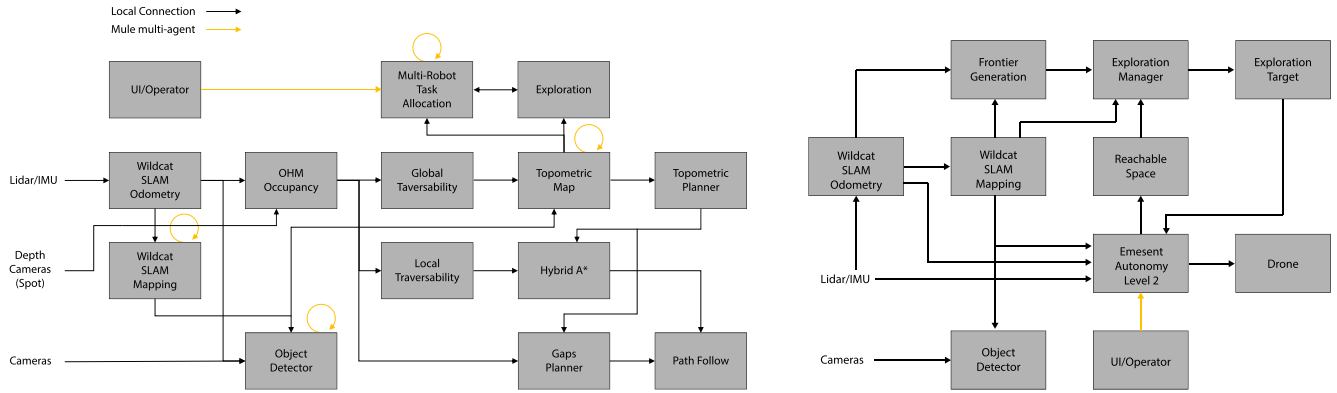 Local Connection
Mule multi-agent
UI/Operator
Multi-Robot
Task
Allocation
Exploration
Lidar/IMU
Wildcat
SLAM
Odometry
OHM
Occupancy
Global
Taversability
Topometric
Map
Topometric
Planner
Depth
Cameras
(Spot)
Wildcat
SLAM
Mapping
Local
Traversability
Hybrid A*
Cameras
Object
Detector
Gaps
Planner
Path Follow
Frontier
Generation
Exploration
Manager
Exploration
Target
Wildcat
SLAM
Odometry
Wildcat
SLAM
Mapping
Reachable
Space
Lidar/IMU
Emesent
Autonomy
Level 2
Drone
Cameras
Object
Detector
UI/Operator